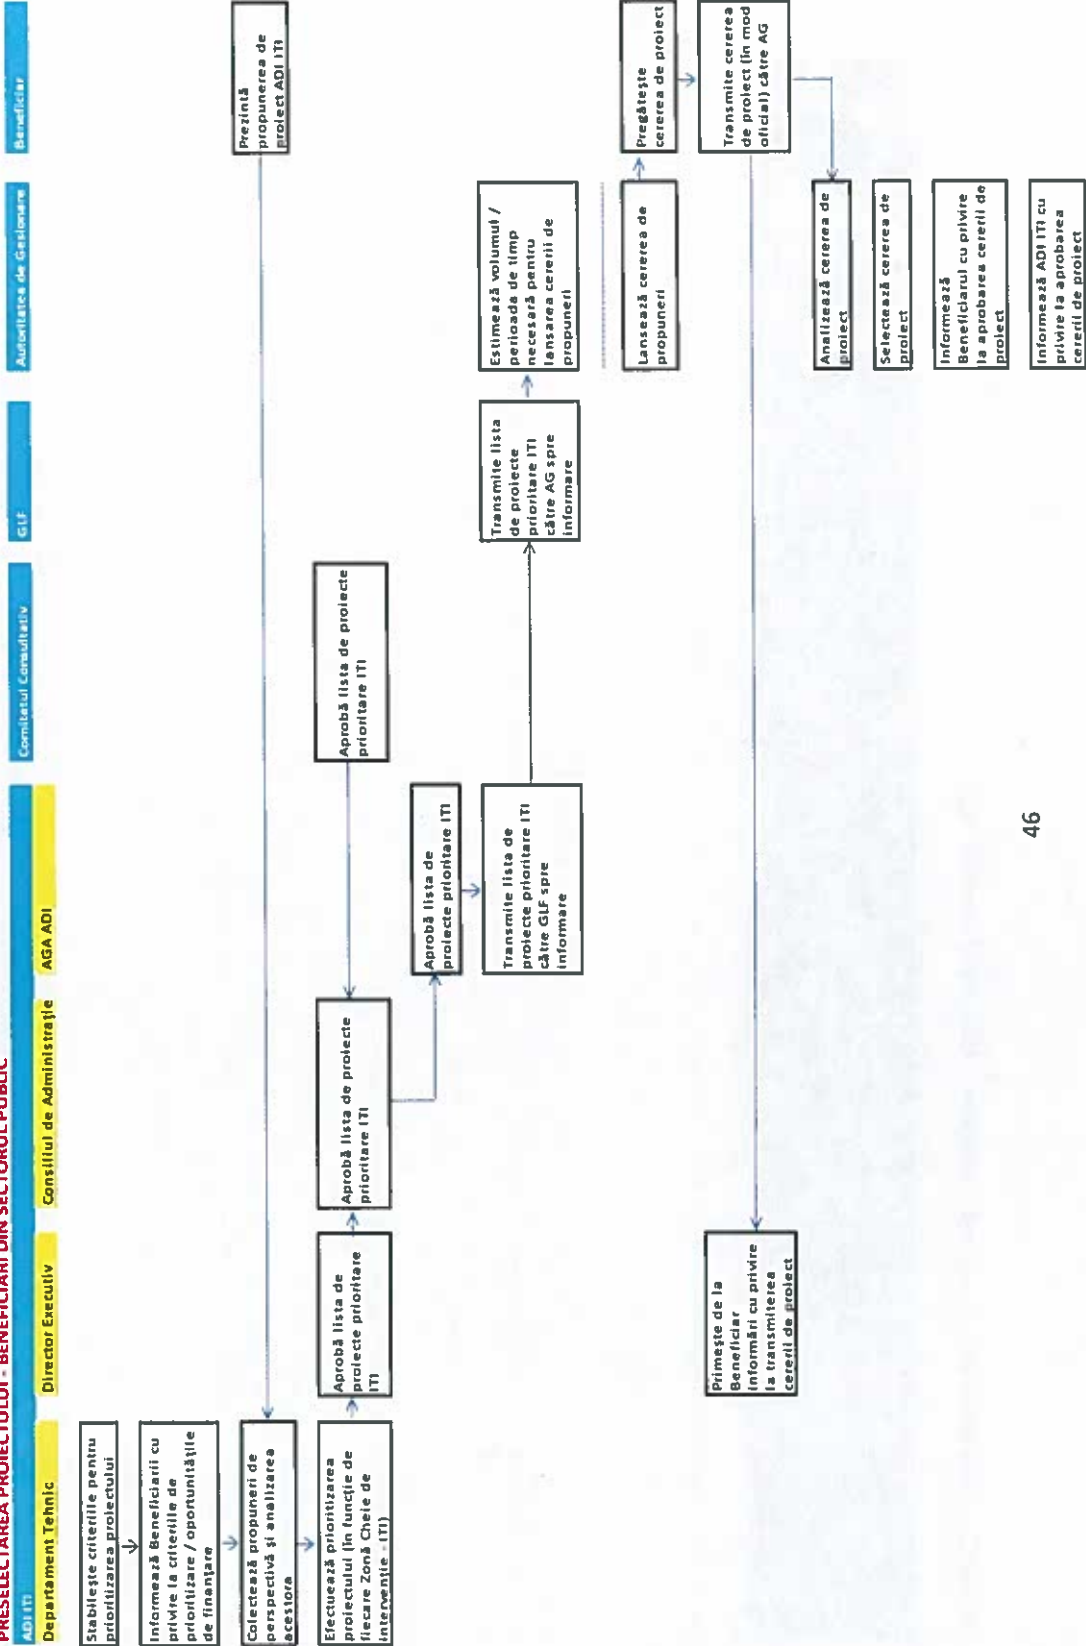 PRESELECTAREA PROIECTULUI - BENEFICIARI DIN SECTORUL PUBLIC
ADI ITI
Comitetul Consultativ
GLF
Autoritatea de Gestionare
Beneficiar
Departament Tehnic
Director Executiv
Consiliul de Administrație
AGA ADI
Stabilește criteriile pentru
prioritizarea proiectului
Informează Beneficiarii cu
privire la criteriile de
prioritizare / oportunitățile
de finanțare
Colectează propuneri de
perspectivă și analizarea
acestora
Prezintă
propunerea de
proiect ADI ITI
Efectuează prioritizarea
proiectului (în funcție de
fiecare Zonă Cheie de
intervenție - ITI)
Aprobă lista de
proiecte prioritare
ITI
Aprobă lista de proiecte
prioritare ITI
Aprobă lista de proiecte
prioritare ITI
Aprobă lista de
proiecte prioritare ITI
Transmite lista de
proiecte prioritare ITI
către GLF spre
informare
Transmite lista
de proiecte
prioritare ITI
către AG spre
informare
Estimează volumul /
perioada de timp
necesară pentru
lansarea cererii de
propuneri
Lansează cererea de
propuneri
Pregătește
cererea de proiect
Transmite cererea
de proiect (în mod
oficial) către AG
Primește de la
Beneficiar
informări cu privire
la transmiterea
cererii de proiect
Analizează cererea de
proiect
Selectează cererea de
proiect
Informează
Beneficiarul cu privire
la aprobarea cererii de
proiect
Informează ADI ITI cu
privire la aprobarea
cererii de proiect
46